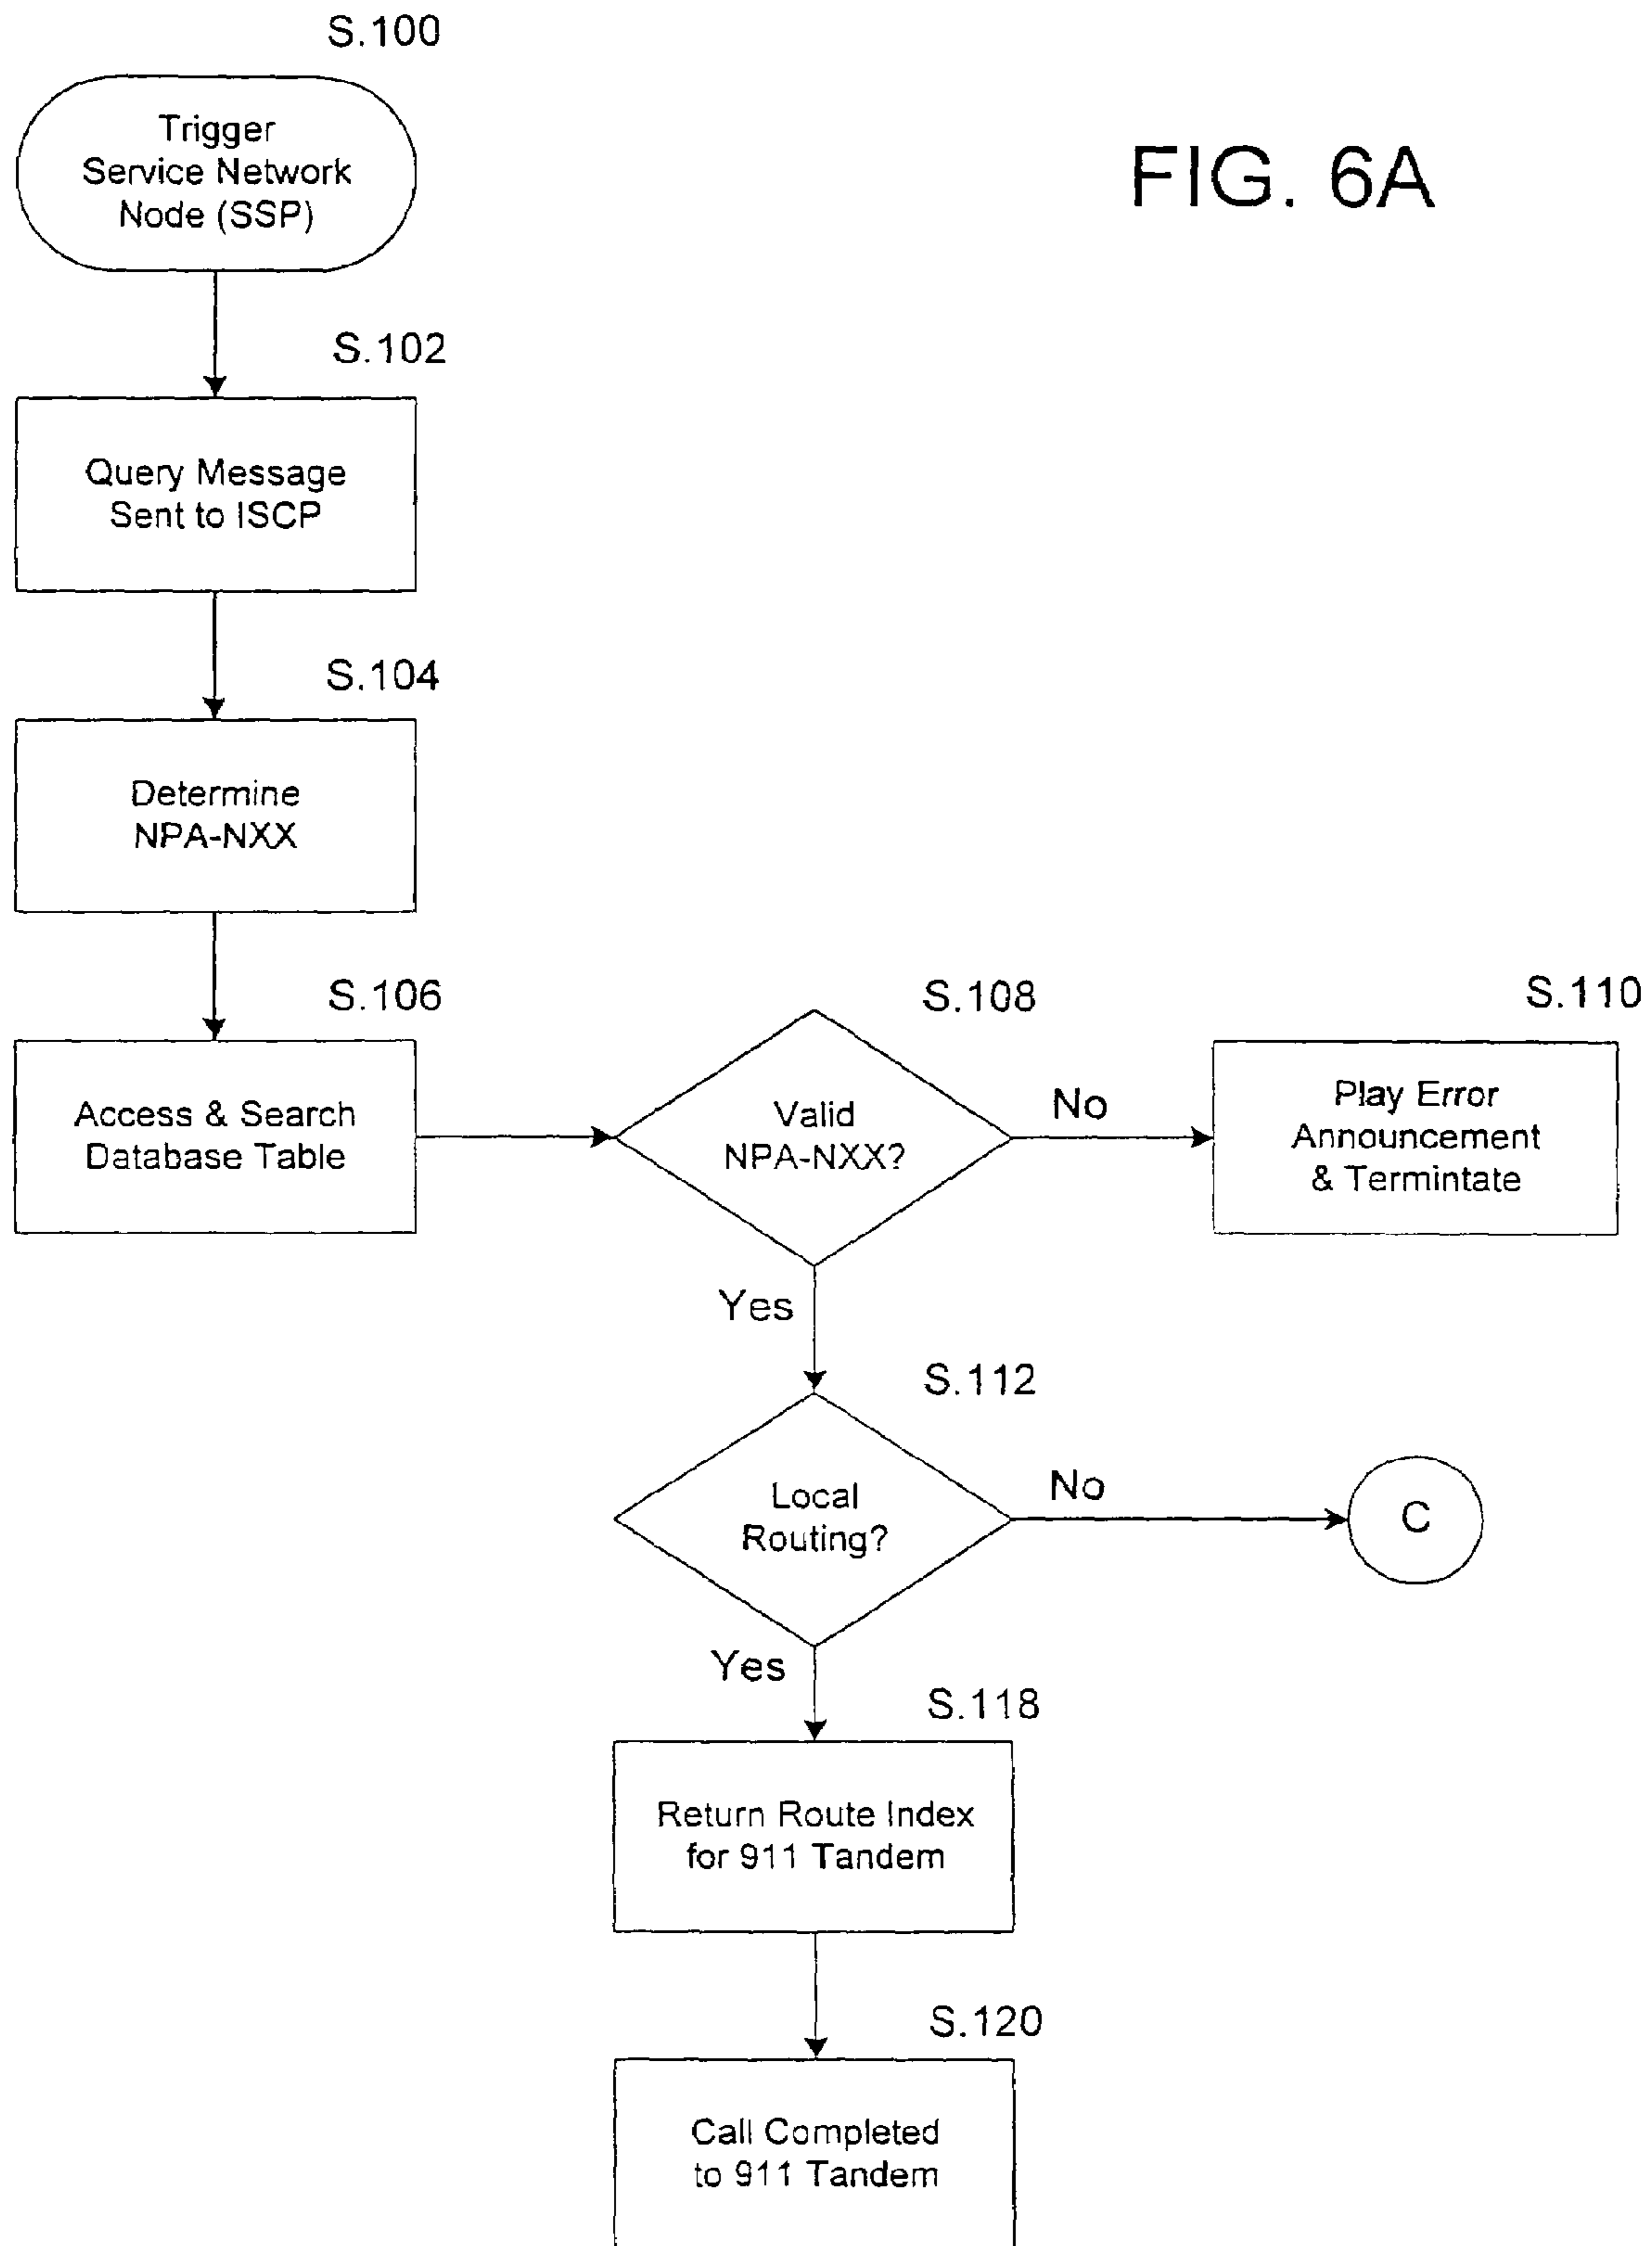 S.100
Trigger
Service Network
Node (SSP)
FIG. 6A
S.102
Query Message
Sent to ISCP
S.104
Determine
NPA-NXX
S.106
Access & Search
Database Table
S.108
Valid
NPA-NXX?
No
S.110
Play Error
Announcement
& Termintate
Yes
S.112
Local
Routing?
No
C
Yes
S.118
Return Route Index
for 911 Tandem
S.120
Call Completed
to 911 Tandem